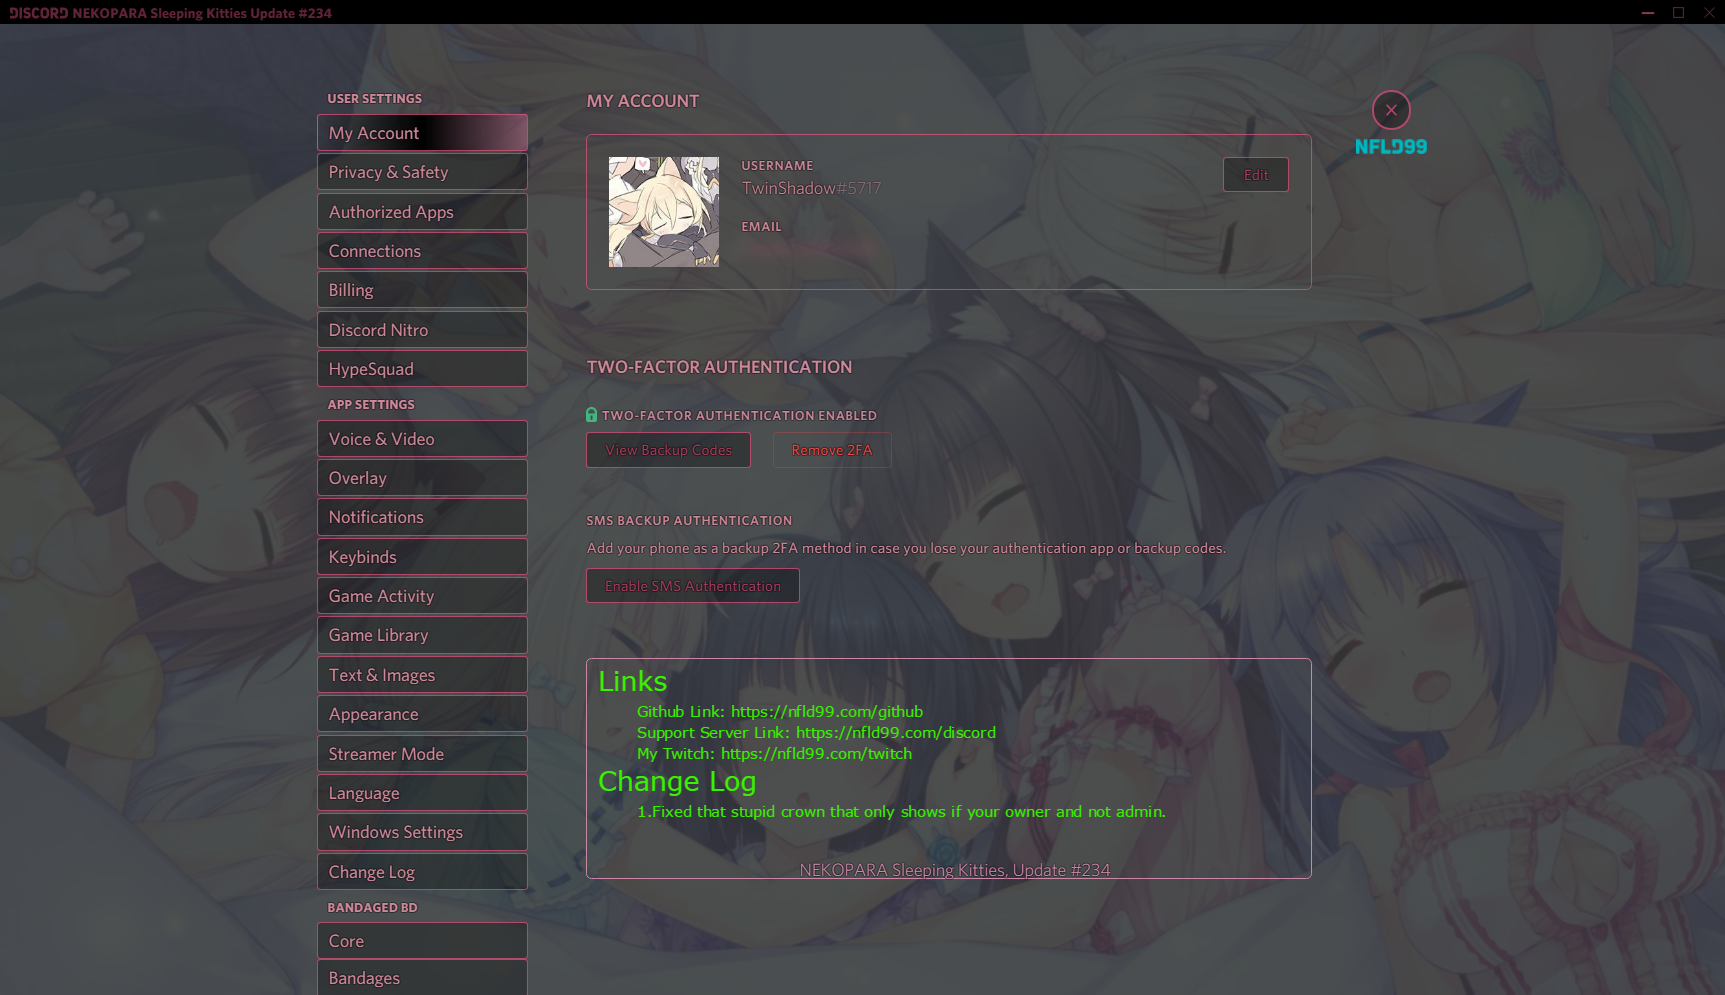 DISCORD NEKOPARA Sleeping Kitties Update #234
USER SETTINGS
My Account
Privacy & Safety
Authorized Apps
Connections
Billing
Discord Nitro
HypeSquad
APP SETTINGS
Voice & Video
Overlay
Notifications
Keybinds
Game Activity
Game Library
Text & Images
Appearance
Streamer Mode
Language
Windows Settings
Change Log
BANDAGED BD
Core
Bandages
MY ACCOUNT
USERNAME
TwinShadow#5717
EMAIL
Edit
NFLD99
TWO-FACTOR AUTHENTICATION
TWO-FACTOR AUTHENTICATION ENABLED
View Backup Codes
Remove 2FA
SMS BACKUP AUTHENTICATION
Add your phone as a backup 2FA method in case you lose your authentication app or backup codes.
Enable SMS Authentication
Links
Github Link: https://nfld99.com/github
Support Server Link: https://nfld99.com/discord
My Twitch: https://nfld99.com/twitch
Change Log
1.Fixed that stupid crown that only shows if your owner and not admin.
NEKOPARA Sleeping Kitties, Update #234